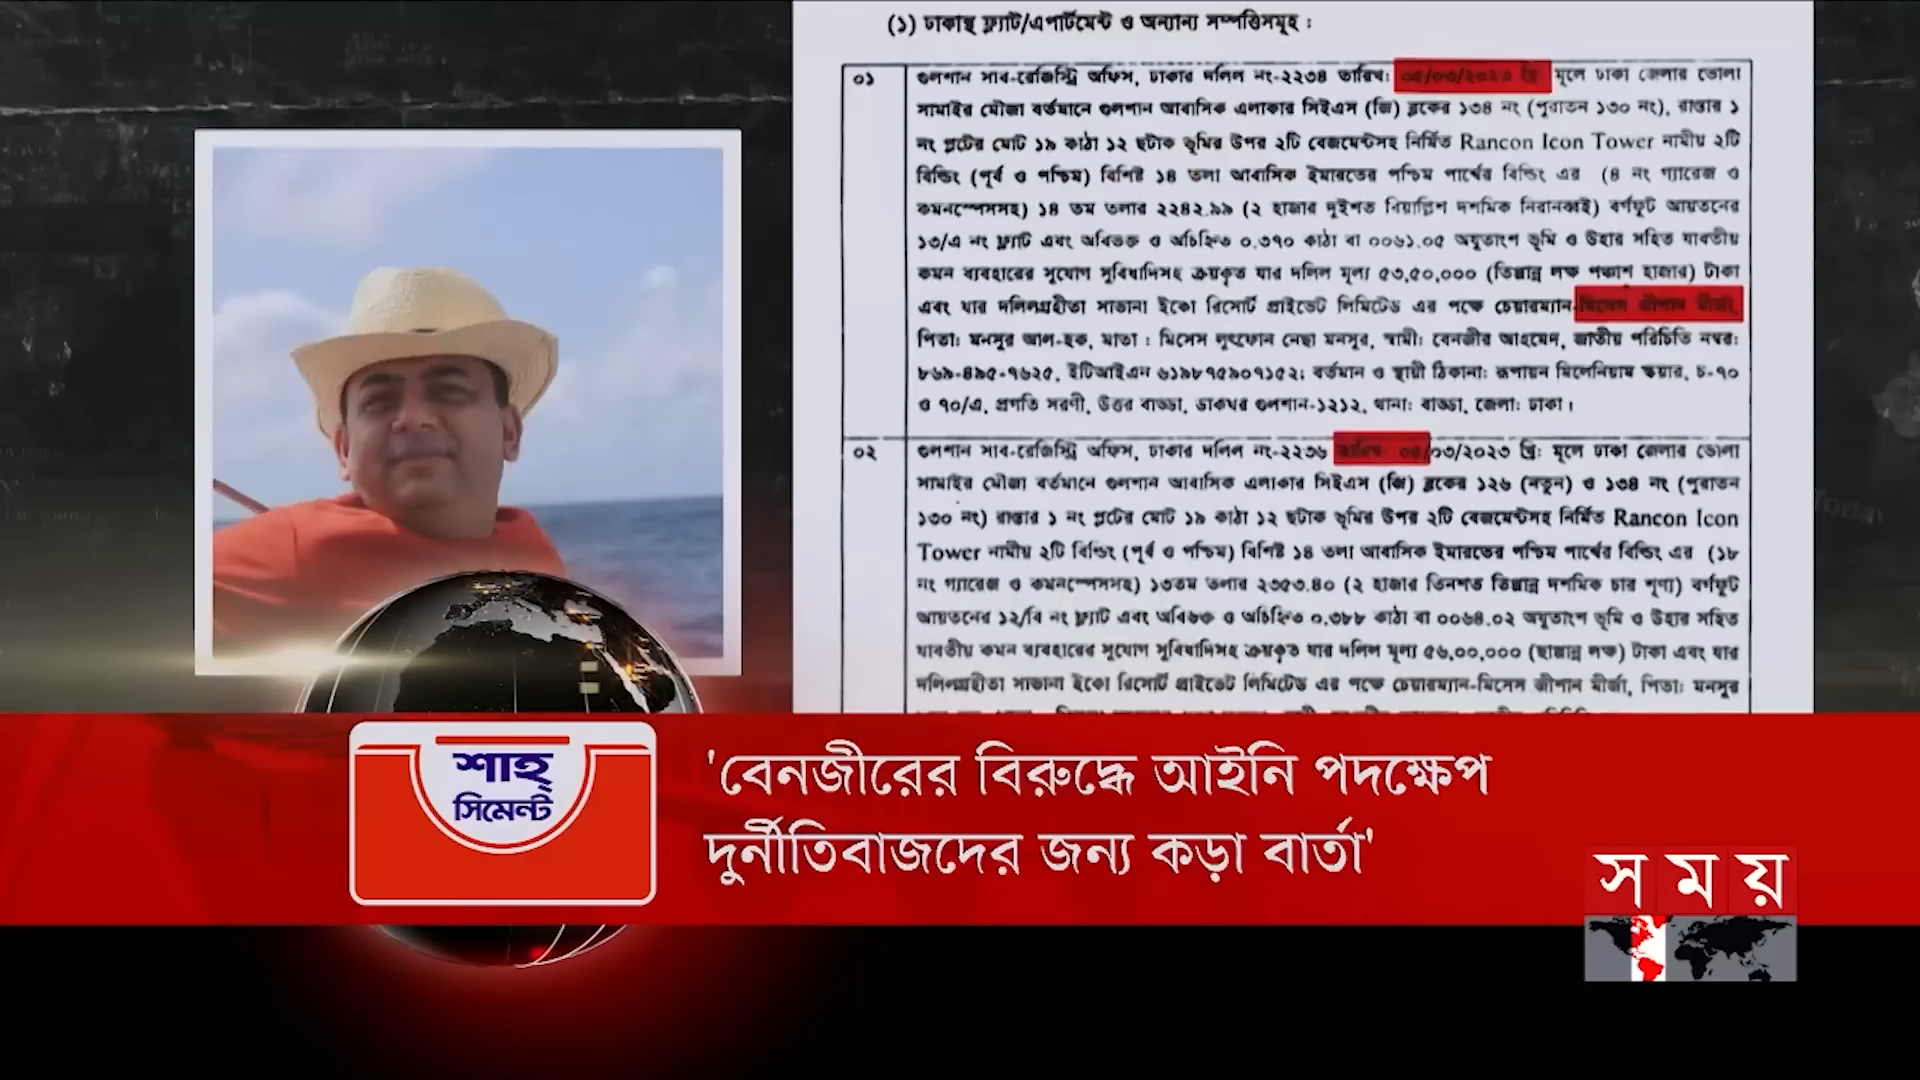 (১) ঢাকাস্থ ফ্ল্যাট/এপার্টমেন্ট ও অন্যান্য সম্পত্তিসমূহ :
০১ গুলশান সাব-রেজিস্ট্রি অফিস, ঢাকার দলিল নং-২২৩৪ তারিখ: ০৫/০৩/২০২৩ খ্রি: মূলে ঢাকা জেলার ভোলা
সামাইর মৌজা বর্তমানে গুলশান আবাসিক এলাকার সিইএস (জি) ব্লকের ১৩৪ নং (পুরাতন ১৩০ নং), রাস্তার ১
নং প্লটের মোট ১৯ কাঠা ১২ ছটাক ভূমির উপর ২টি বেজমেন্টসহ নির্মিত Rancon Icon Tower নামীয় ২টি
বিল্ডিং (পূর্ব ও পশ্চিম) বিশিষ্ট ১৪ তলা আবাসিক ইমারতের পশ্চিম পার্শ্বের বিল্ডিং এর (৪ নং গ্যারেজ ও
কমনস্পেসসহ) ১৪ তম তলার ২২৪২.৯৯ (২ হাজার দুইশত বিয়াল্লিশ দশমিক নিরানব্বই) বর্গফুট আয়তনের
১৩/এ নং ফ্ল্যাট এবং অবিভক্ত ও অচিহ্নিত ০.৩৭০ কাঠা বা ০০৬১.০৫ অযুতাংশ ভূমি ও উহার সহিত যাবতীয়
কমন ব্যবহারের সুযোগ সুবিধাদিসহ ক্রয়কৃত যার দলিল মূল্য ৫৩,৫০,০০০ (তিপ্পান্ন লক্ষ পঞ্চাশ হাজার) টাকা
এবং যার দলিলগ্রহীতা সাভানা ইকো রিসোর্ট প্রাইভেট লিমিটেড এর পক্ষে চেয়ারম্যান-মিসেস জীশান মীর্জা,
পিতা: মনসুর আল-হক, মাতা : মিসেস লুৎফোন নেছা মনসুর, স্বামী: বেনজীর আহমেদ, জাতীয় পরিচিতি নম্বর:
৮৬৯-৪৯৫-৭৬২৫, ইটিআইএন ৬১৯৮৭৫৯০৭১৫২; বর্তমান ও স্থায়ী ঠিকানা: রূপায়ন মিলেনিয়াম স্কয়ার, চ-৭০
ও ৭০/এ, প্রগতি সরণী, উত্তর বাড্ডা, ডাকঘর গুলশান-১২১২, থানা: বাড্ডা, জেলা: ঢাকা।
০২ গুলশান সাব-রেজিস্ট্রি অফিস, ঢাকার দলিল নং-২২৩৬ তারিখ: ০৫/০৩/২০২৩ খ্রি: মূলে ঢাকা জেলার ভোলা
সামাইর মৌজা বর্তমানে গুলশান আবাসিক এলাকার সিইএস (জি) ব্লকের ১২৬ (নতুন) ও ১৩৪ নং (পুরাতন
১৩০ নং) রাস্তার ১ নং প্লটের মোট ১৯ কাঠা ১২ ছটাক ভূমির উপর ২টি বেজমেন্টসহ নির্মিত Rancon Icon
Tower নামীয় ২টি বিল্ডিং (পূর্ব ও পশ্চিম) বিশিষ্ট ১৪ তলা আবাসিক ইমারতের পশ্চিম পার্শ্বের বিল্ডিং এর (১৮
নং গ্যারেজ ও কমনস্পেসসহ) ১৩তম তলার ২৩৫৩.৪০ (২ হাজার তিনশত তিপ্পান্ন দশমিক চার শূণ্য) বর্গফুট
আয়তনের ১২/বি নং ফ্ল্যাট এবং অবিভক্ত ও অচিহ্নিত ০.৩৮৮ কাঠা বা ০০৬৪.০২ অযুতাংশ ভূমি ও উহার সহিত
যাবতীয় কমন ব্যবহারের সুযোগ সুবিধাদিসহ ক্রয়কৃত যার দলিল মূল্য ৫৬,০০,০০০ (ছাপ্পান্ন লক্ষ) টাকা এবং যার
দলিলগ্রহীতা সাভানা ইকো রিসোর্ট প্রাইভেট লিমিটেড এর পক্ষে চেয়ারম্যান-মিসেস জীশান মীর্জা, পিতা: মনসুর
শাহ্
সিমেন্ট
'বেনজীরের বিরুদ্ধে আইনি পদক্ষেপ
দুর্নীতিবাজদের জন্য কড়া বার্তা'
সময়